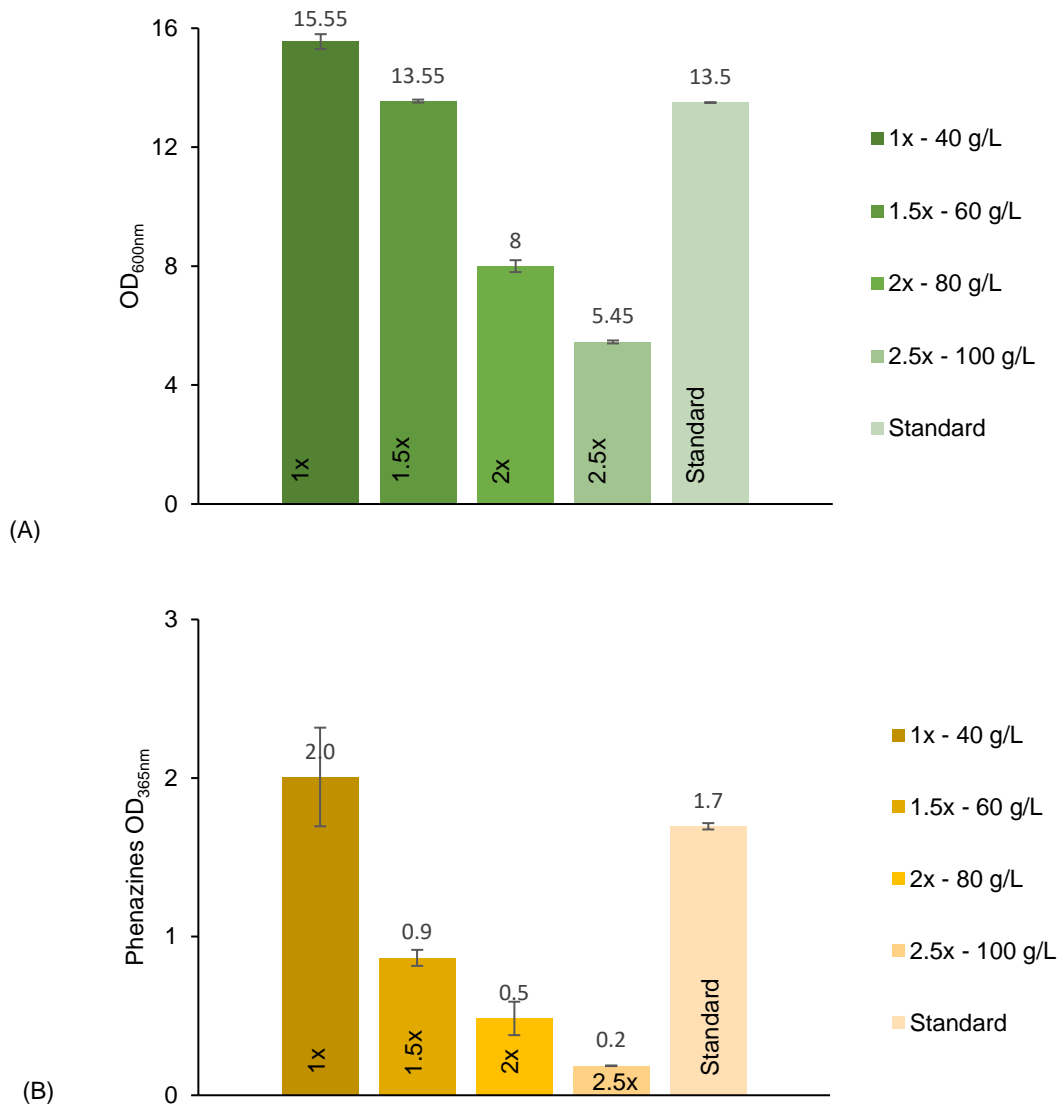 15.55
13.55
8
5.45
13.5
16
12
8
4
0
OD600nm
1x
1.5x
2x
2.5x
Standard
1x - 40 g/L
1.5x - 60 g/L
2x - 80 g/L
2.5x - 100 g/L
Standard
(A)
2.0
0.9
0.5
0.2
1.7
3
2
1
0
Phenazines OD365nm
1x
1.5x
2x
2.5x
Standard
1x - 40 g/L
1.5x - 60 g/L
2x - 80 g/L
2.5x - 100 g/L
Standard
(B)